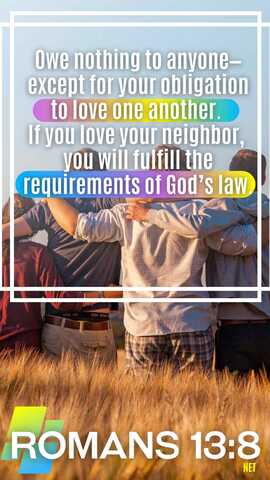 Owe nothing to anyone—
except for your obligation
to love one another.
If you love your neighbor,
you will fulfill the
requirements of God's law.
ROMANS 13:8
NET